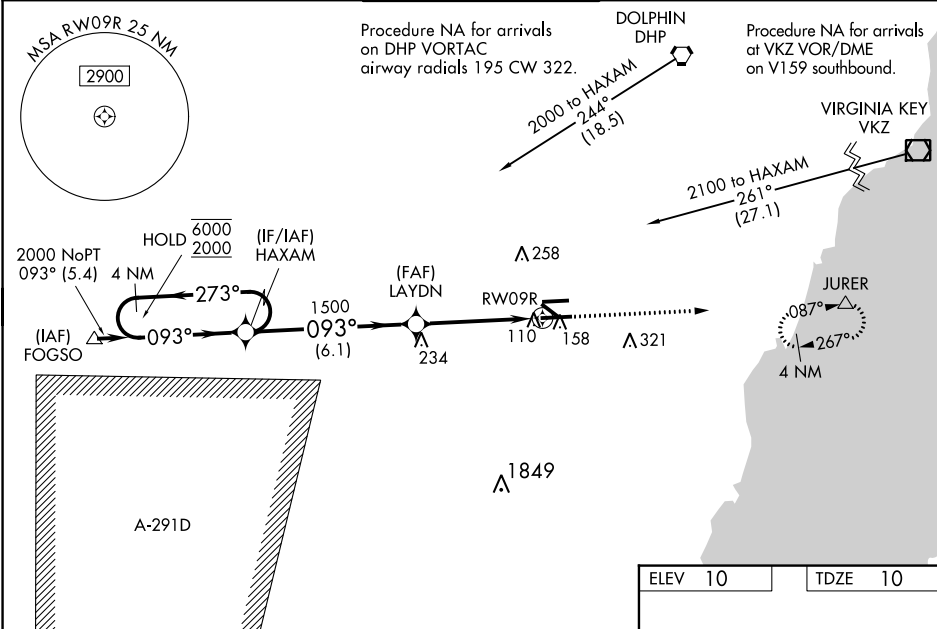 MSA RW09R 25 NM
2900
Procedure NA for arrivals
on DHP VORTAC
airway radials 195 CW 322.
DOLPHIN
DHP
2000 to HAXAM
244°
(18.5)
Procedure NA for arrivals
at VKZ VOR/DME
on V159 southbound.
VIRGINIA KEY
VKZ
2100 to HAXAM
261°
(27.1)
2000 NoPT
093° (5.4)
4 NM
HOLD
6000
2000
(IF/IAF)
HAXAM
273°
093°
(IAF)
FOGSO
1500
093°
(6.1)
(FAF)
LAYDN
234
258
RW09R
110
158
321
JURER
087°
267°
4 NM
1849
A-291D
ELEV 10
TDZE 10